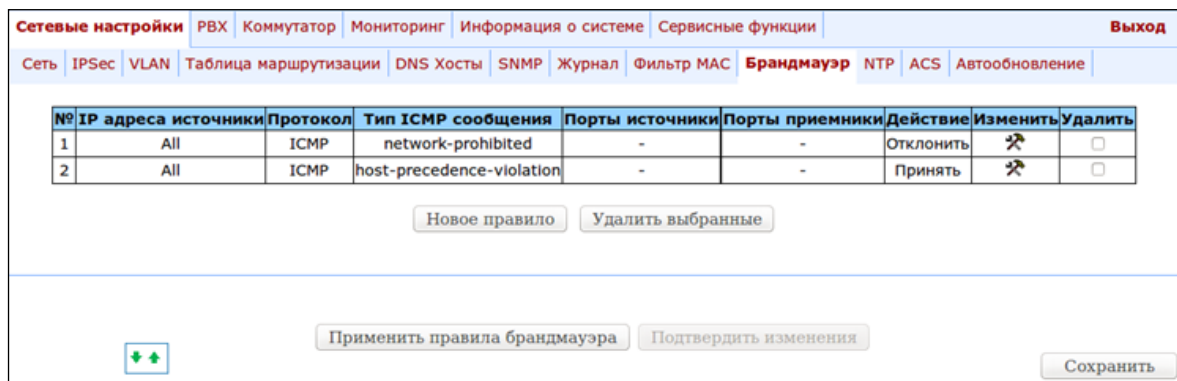 Сетевые настройки PBX Коммутатор Мониторинг Информация о системе Сервисные функции Выход
Сеть IPSec VLAN Таблица маршрутизации DNS Хосты SNMP Журнал Фильтр MAC Брандмауэр NTP ACS Автообновление
№ IP адреса источники Протокол Тип ICMP сообщения Порты источники Порты приемники Действие Изменить Удалить
1 All ICMP network-prohibited - - Отклонить
2 All ICMP host-precedence-violation - - Принять
Новое правило Удалить выбранные
Применить правила брандмауэра Подтвердить изменения
Сохранить